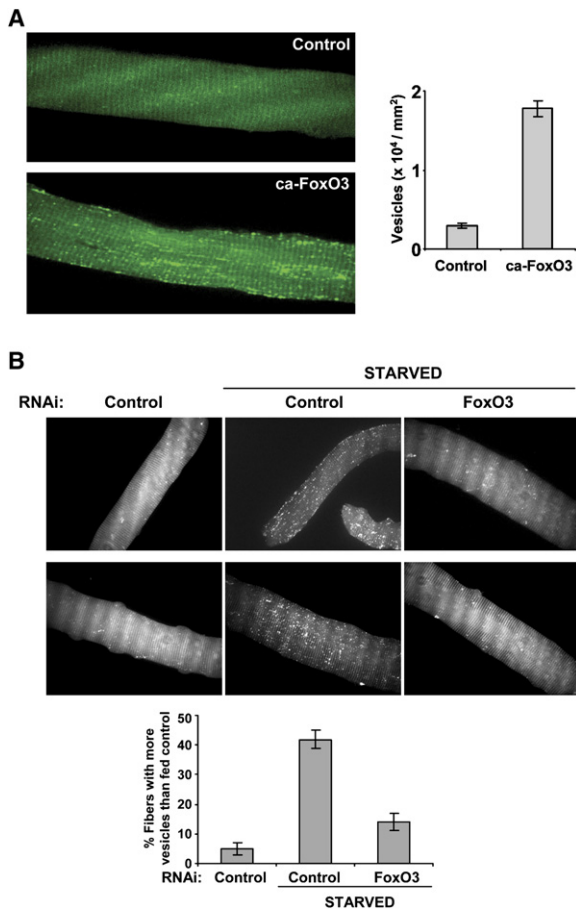 A
Control
ca-FoxO3
Vesicles (x 10⁴ / mm²)
2
1
0
Control ca-FoxO3
B
STARVED
RNAi: Control Control FoxO3
% Fibers with more
vesicles than fed control
50
40
30
20
10
0
RNAi: Control Control FoxO3
STARVED